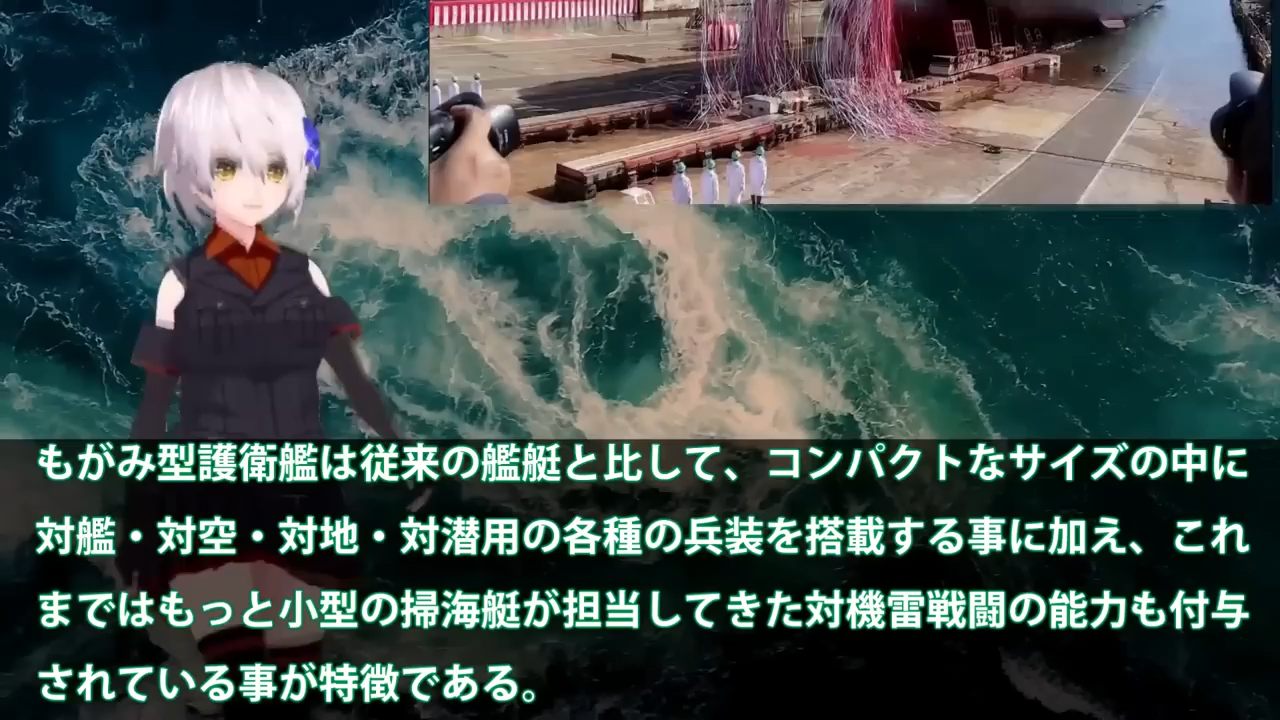 もがみ型護衛艦は従来の艦艇と比して、コンパクトなサイズの中に
対艦・対空・対地・対潜用の各種の兵装を搭載する事に加え、これ
まではもっと小型の掃海艇が担当してきた対機雷戦闘の能力も付与
されている事が特徴である。